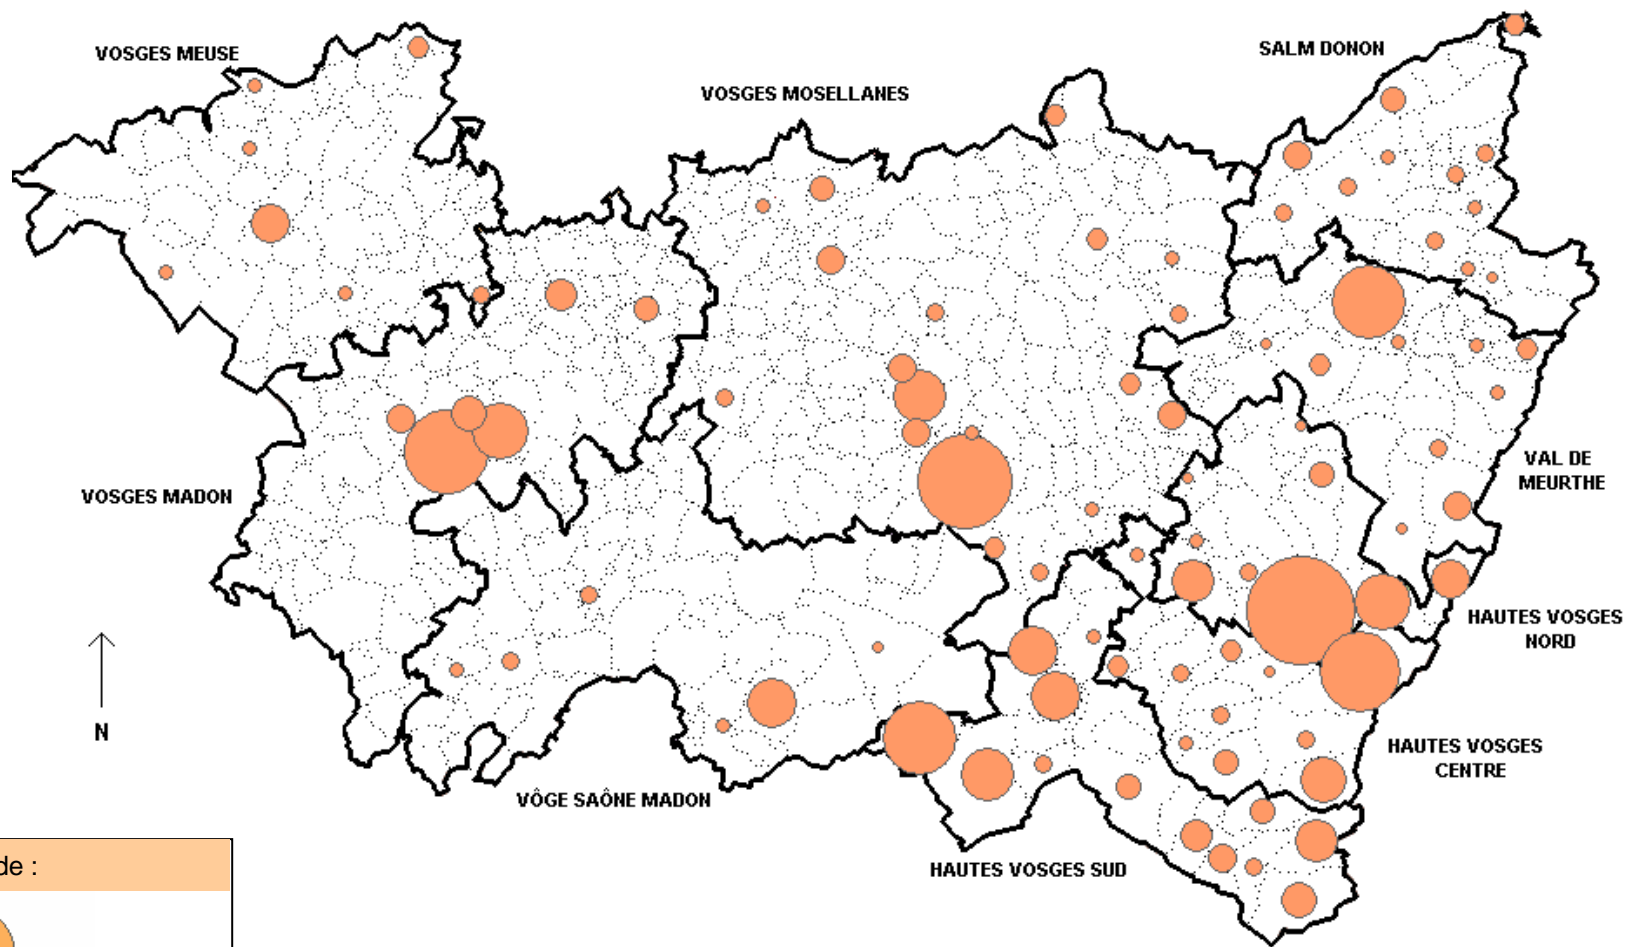 VOSGES MEUSE
SALM DONON
VOSGES MOSELLANES
VOSGES MADON
VAL DE
MEURTHE
HAUTES VOSGES
NORD
N
HAUTES VOSGES
CENTRE
VÔGE SAÔNE MADON
HAUTES VOSGES SUD
de :